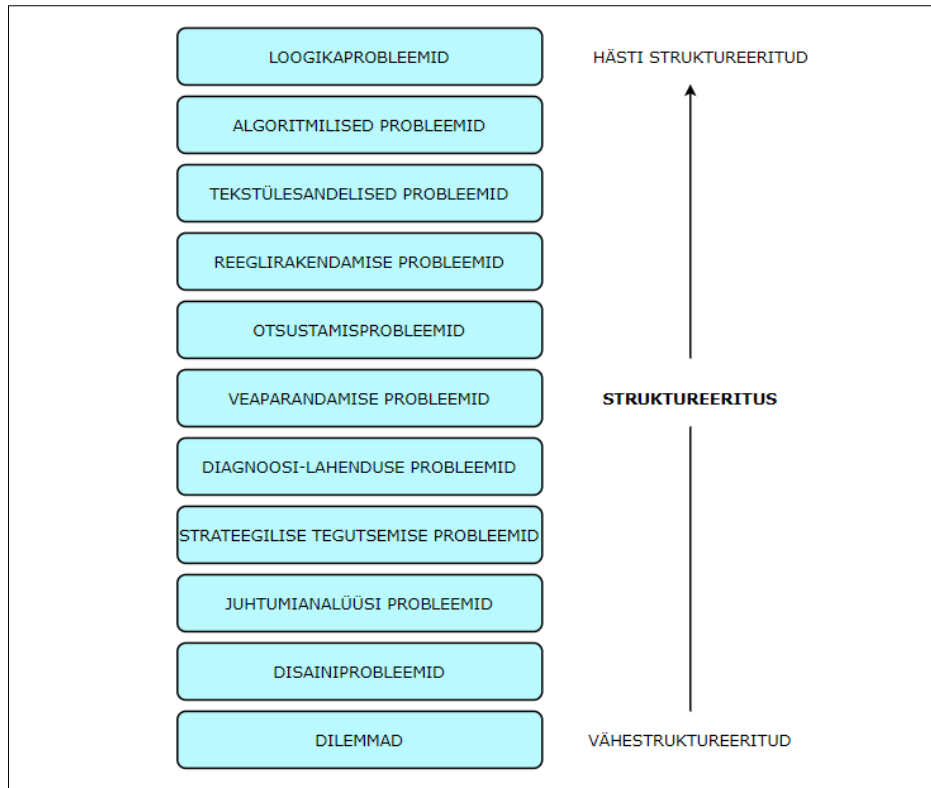 LOOGIKAPROBLEEMID
HÄSTI STRUKTUREERITUD
ALGORITMILISED PROBLEEMID
TEKSTÜLESANDELISED PROBLEEMID
REEGLIRAKENDAMISE PROBLEEMID
OTSUSTAMISPROBLEEMID
VEAPARANDAMISE PROBLEEMID
STRUKTUREERITUS
DIAGNOOSI-LAHENDUSE PROBLEEMID
STRATEEGILISE TEGUTSEMISE PROBLEEMID
JUHTUMIANALÜÜSI PROBLEEMID
DISAINIPROBLEEMID
DILEMMAD
VÄHESTRUKTUREERITUD